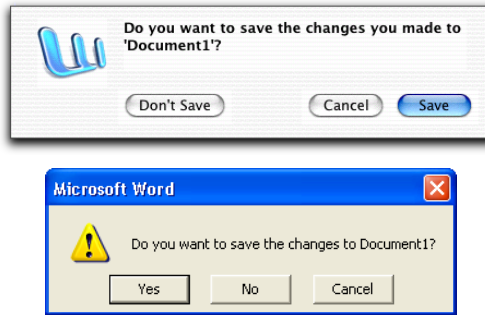 Do you want to save the changes you made to
'Document1'?
Don't Save Cancel Save
Microsoft Word
Do you want to save the changes to Document1?
Yes No Cancel